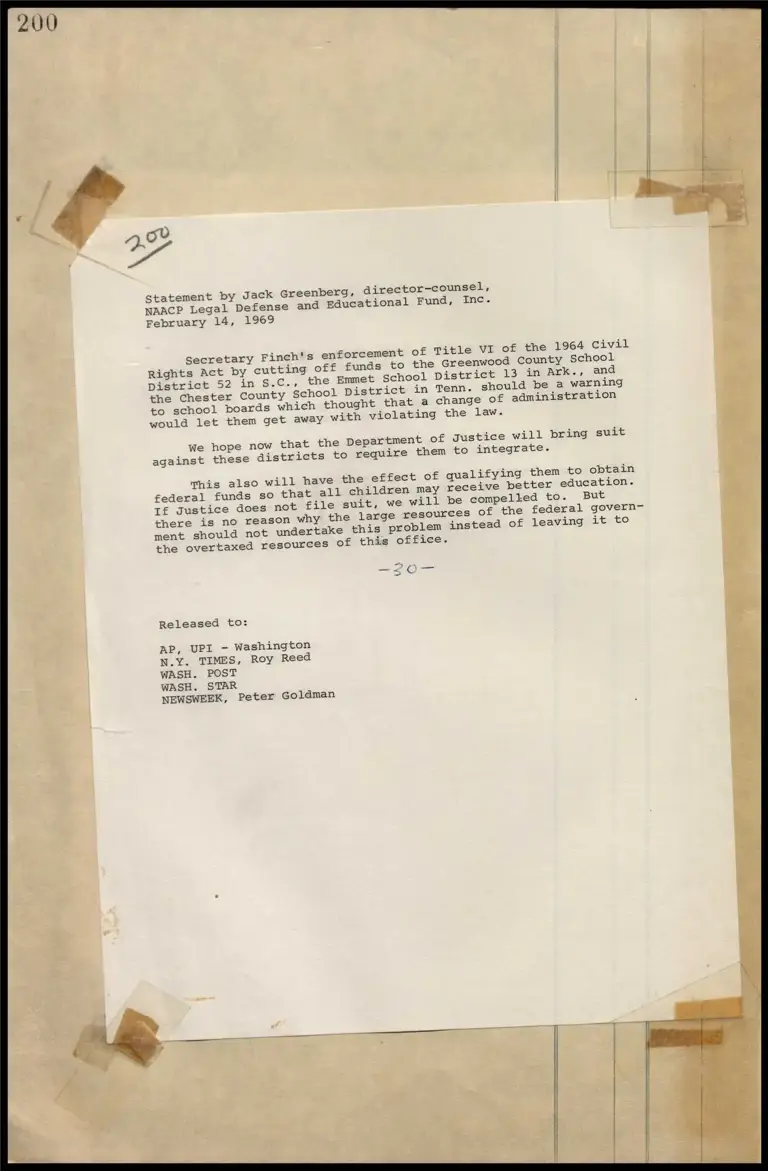 200
200
Statement by Jack Greenberg, director-counsel,
NAACP Legal Defense and Educational Fund, Inc.
February 14, 1969
Secretary Finch's enforcement of Title VI of the 1964 Civil
Rights Act by cutting off funds to the Greenwood County School
District 52 in S.C., the Emmet School District 13 in Ark., and
the Chester County School District in Tenn. should be a warning
to school boards which thought that a change of administration
would let them get away with violating the law.
We hope now that the Department of Justice will bring suit
against these districts to require them to integrate.
This also will have the effect of qualifying them to obtain
federal funds so that all children may receive better education.
If Justice does not file suit, we will be compelled to.  But
there is no reason why the large resources of the federal govern-
ment should not undertake this problem instead of leaving it to
the overtaxed resources of this office.
-30-
Released to:
AP, UPI - Washington
N.Y. TIMES, Roy Reed
WASH. POST
WASH. STAR
NEWSWEEK, Peter Goldman